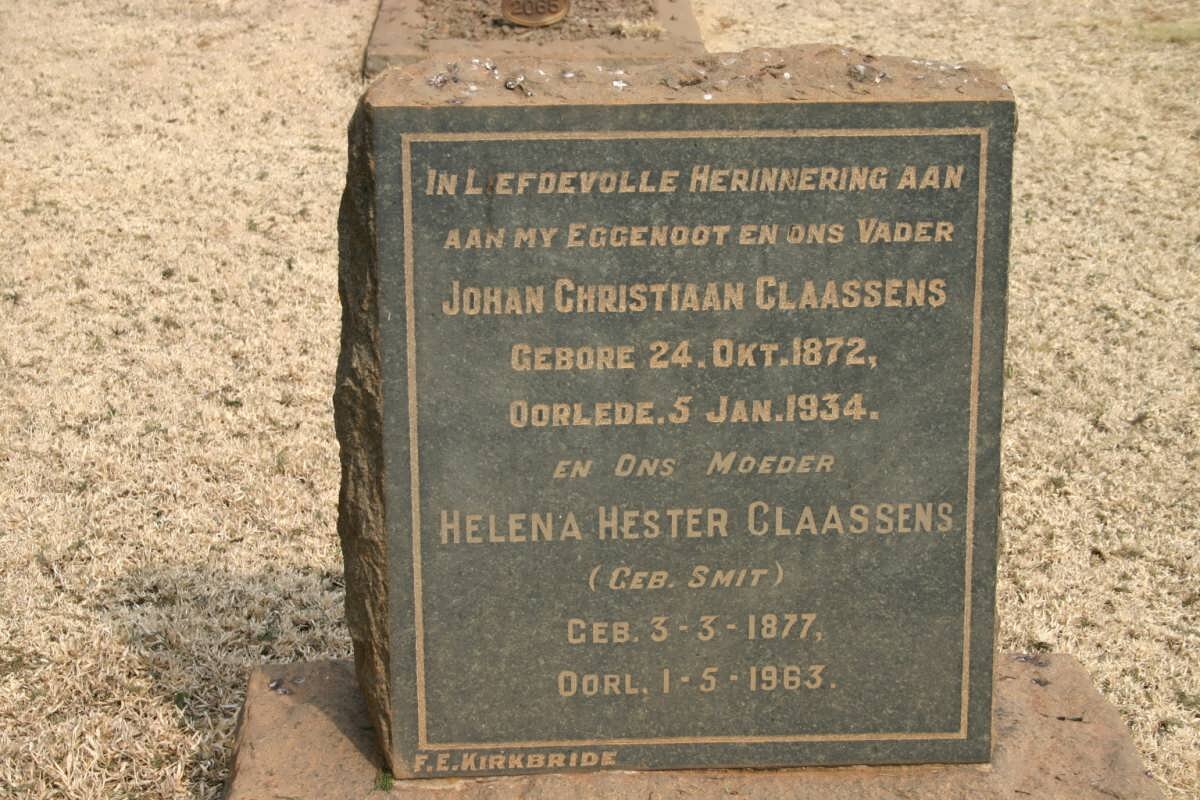 2066
IN LIEFDEVOLLE HERINNERING AAN
AAN MY EGGENOOT EN ONS VADER
JOHAN CHRISTIAAN CLAASSENS
GEBORE 24. OKT. 1872,
OORLEDE. 5 JAN. 1934.
EN ONS MOEDER
HELENA HESTER CLAASSENS
(GEB. SMIT)
GEB. 3-3-1877,
OORL. 1-5-1963.
F.E. KIRKBRIDE